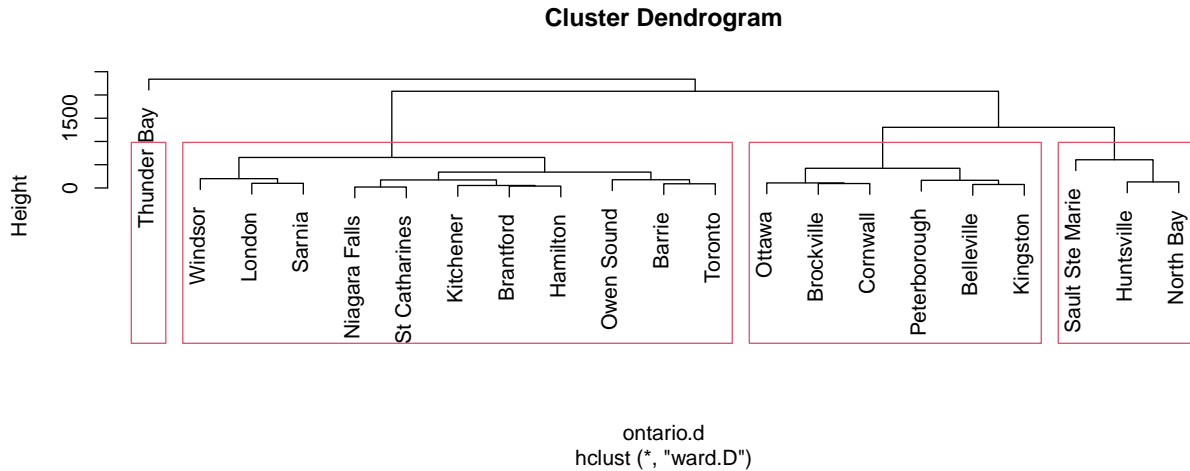 Cluster Dendrogram
Height
0
1500
Thunder Bay
Windsor
London
Sarnia
Niagara Falls
St Catharines
Kitchener
Brantford
Hamilton
Owen Sound
Barrie
Toronto
Ottawa
Brockville
Cornwall
Peterborough
Belleville
Kingston
Sault Ste Marie
Huntsville
North Bay
ontario.d
hclust (*, "ward.D")